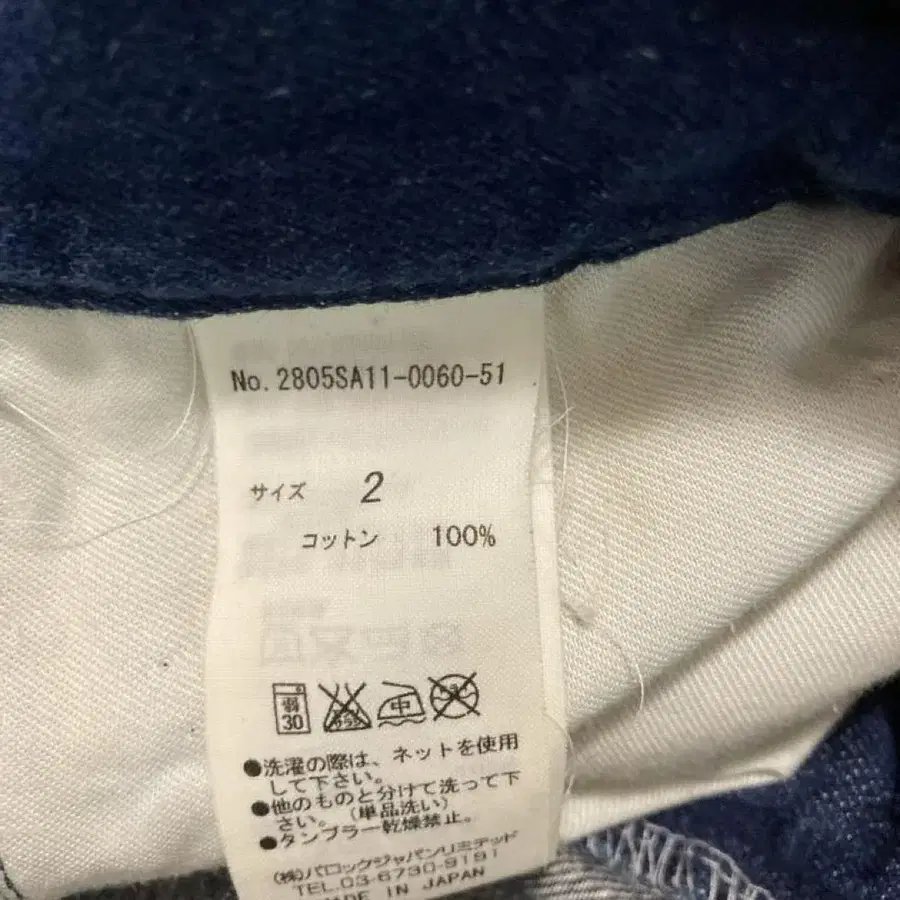 No. 2805SA11-0060-51
サイズ 2
コットン 100%
弱 30 中
●洗濯の際は、ネットを使用
して下さい。
●他のものと分けて洗って下
さい。(単品洗い)
●タンブラー乾燥禁止。
(株)バロックジャパンリミテッド
TEL.03-6730-9191
MADE IN JAPAN